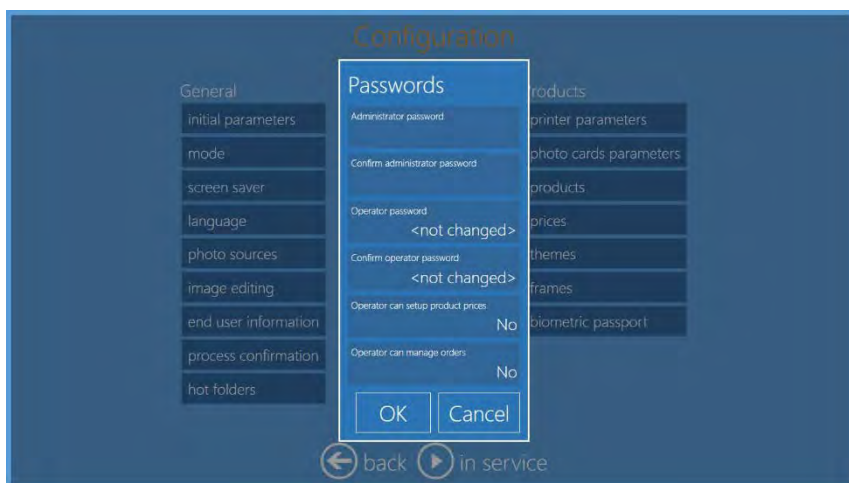 Configuration
General
initial parameters
mode
screen saver
language
photo sources
image editing
end user information
process confirmation
hot folders
Passwords
Administrator password
Confirm administrator password
Operator password
<not changed>
Confirm operator password
<not changed>
Operator can setup product prices
No
Operator can manage orders
No
OK Cancel
roducts
printer parameters
photo cards parameters
products
prices
themes
frames
biometric passport
back in service